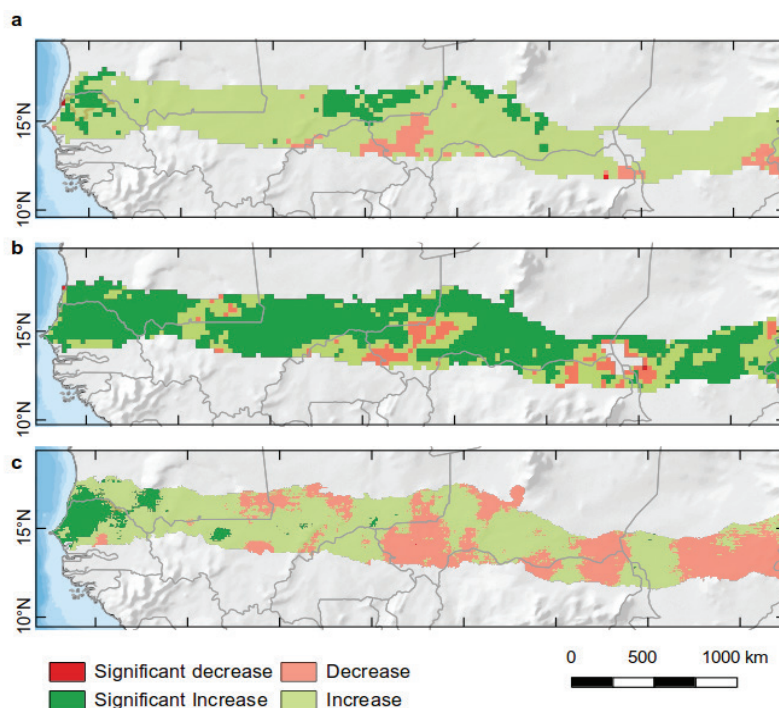 a
15°N
10°N
b
15°N
10°N
c
15°N
10°N
Significant decrease
Decrease
0 500 1000 km
Significant Increase
Increase